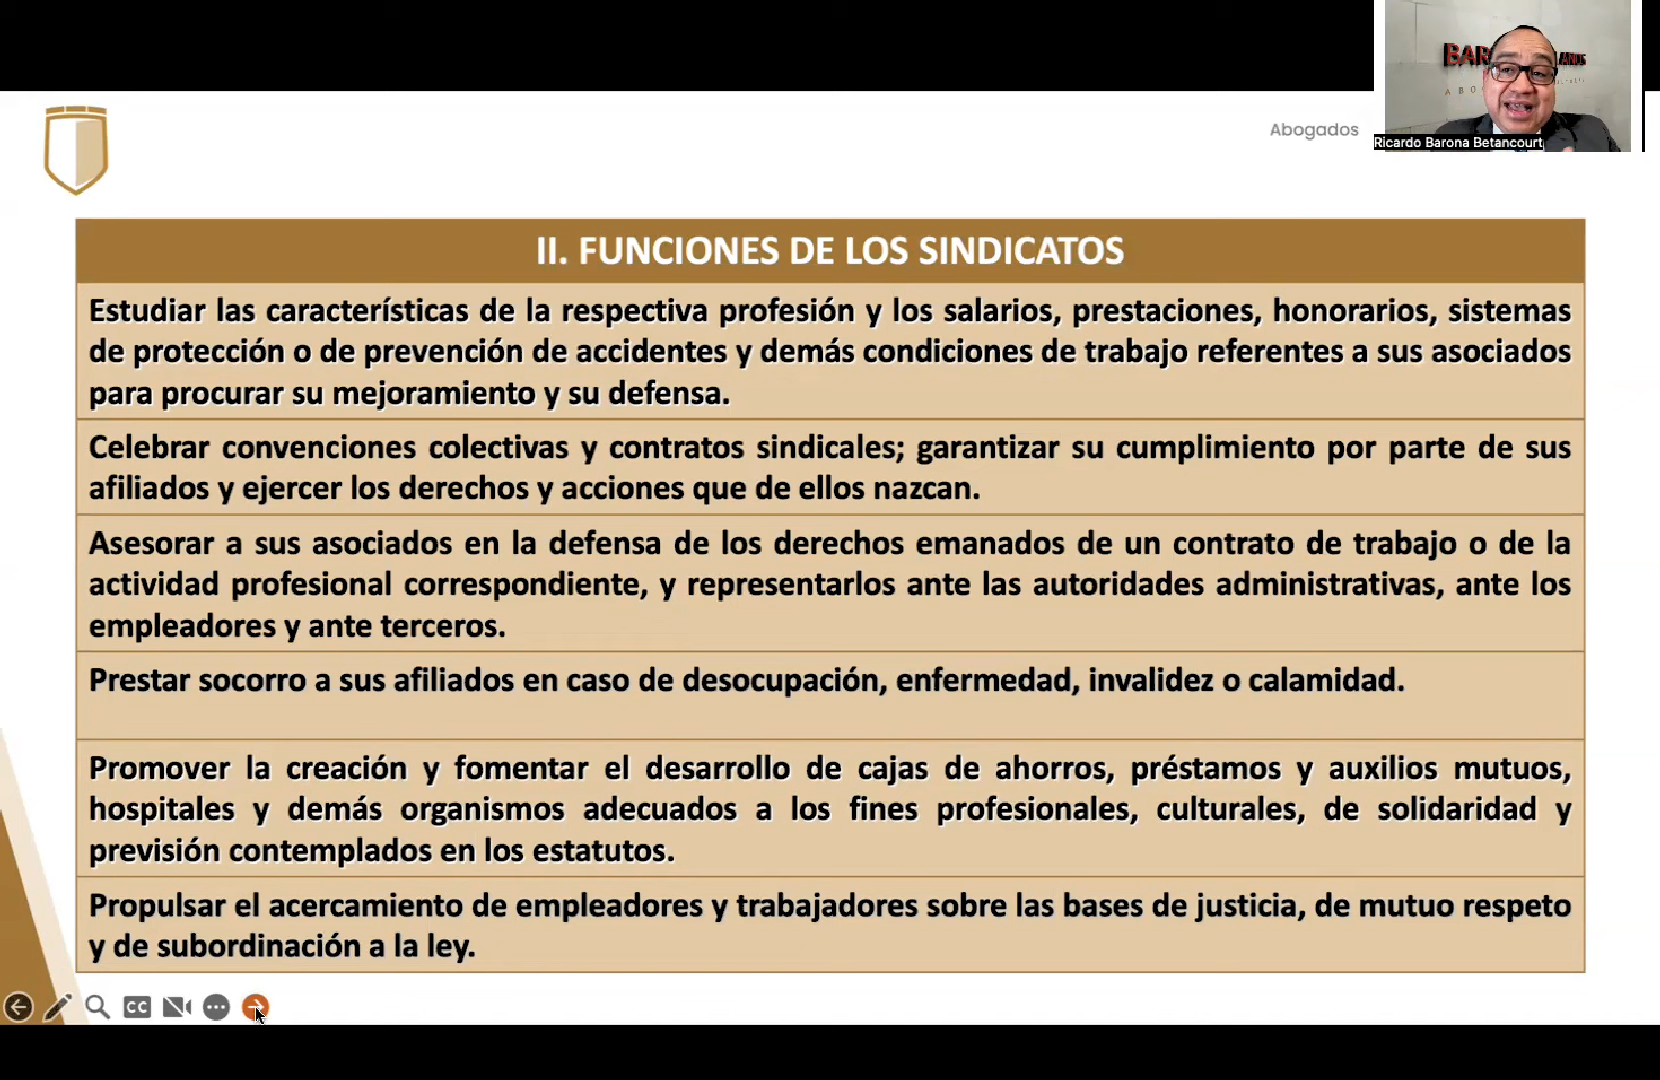 BAR
AÑOS
ABO
Abogados
Ricardo Barona Betancourt
II. FUNCIONES DE LOS SINDICATOS
Estudiar las características de la respectiva profesión y los salarios, prestaciones, honorarios, sistemas
de protección o de prevención de accidentes y demás condiciones de trabajo referentes a sus asociados
para procurar su mejoramiento y su defensa.
Celebrar convenciones colectivas y contratos sindicales; garantizar su cumplimiento por parte de sus
afiliados y ejercer los derechos y acciones que de ellos nazcan.
Asesorar a sus asociados en la defensa de los derechos emanados de un contrato de trabajo o de la
actividad profesional correspondiente, y representarlos ante las autoridades administrativas, ante los
empleadores y ante terceros.
Prestar socorro a sus afiliados en caso de desocupación, enfermedad, invalidez o calamidad.
Promover la creación y fomentar el desarrollo de cajas de ahorros, préstamos y auxilios mutuos,
hospitales y demás organismos adecuados a los fines profesionales, culturales, de solidaridad y
previsión contemplados en los estatutos.
Propulsar el acercamiento de empleadores y trabajadores sobre las bases de justicia, de mutuo respeto
y de subordinación a la ley.
CC